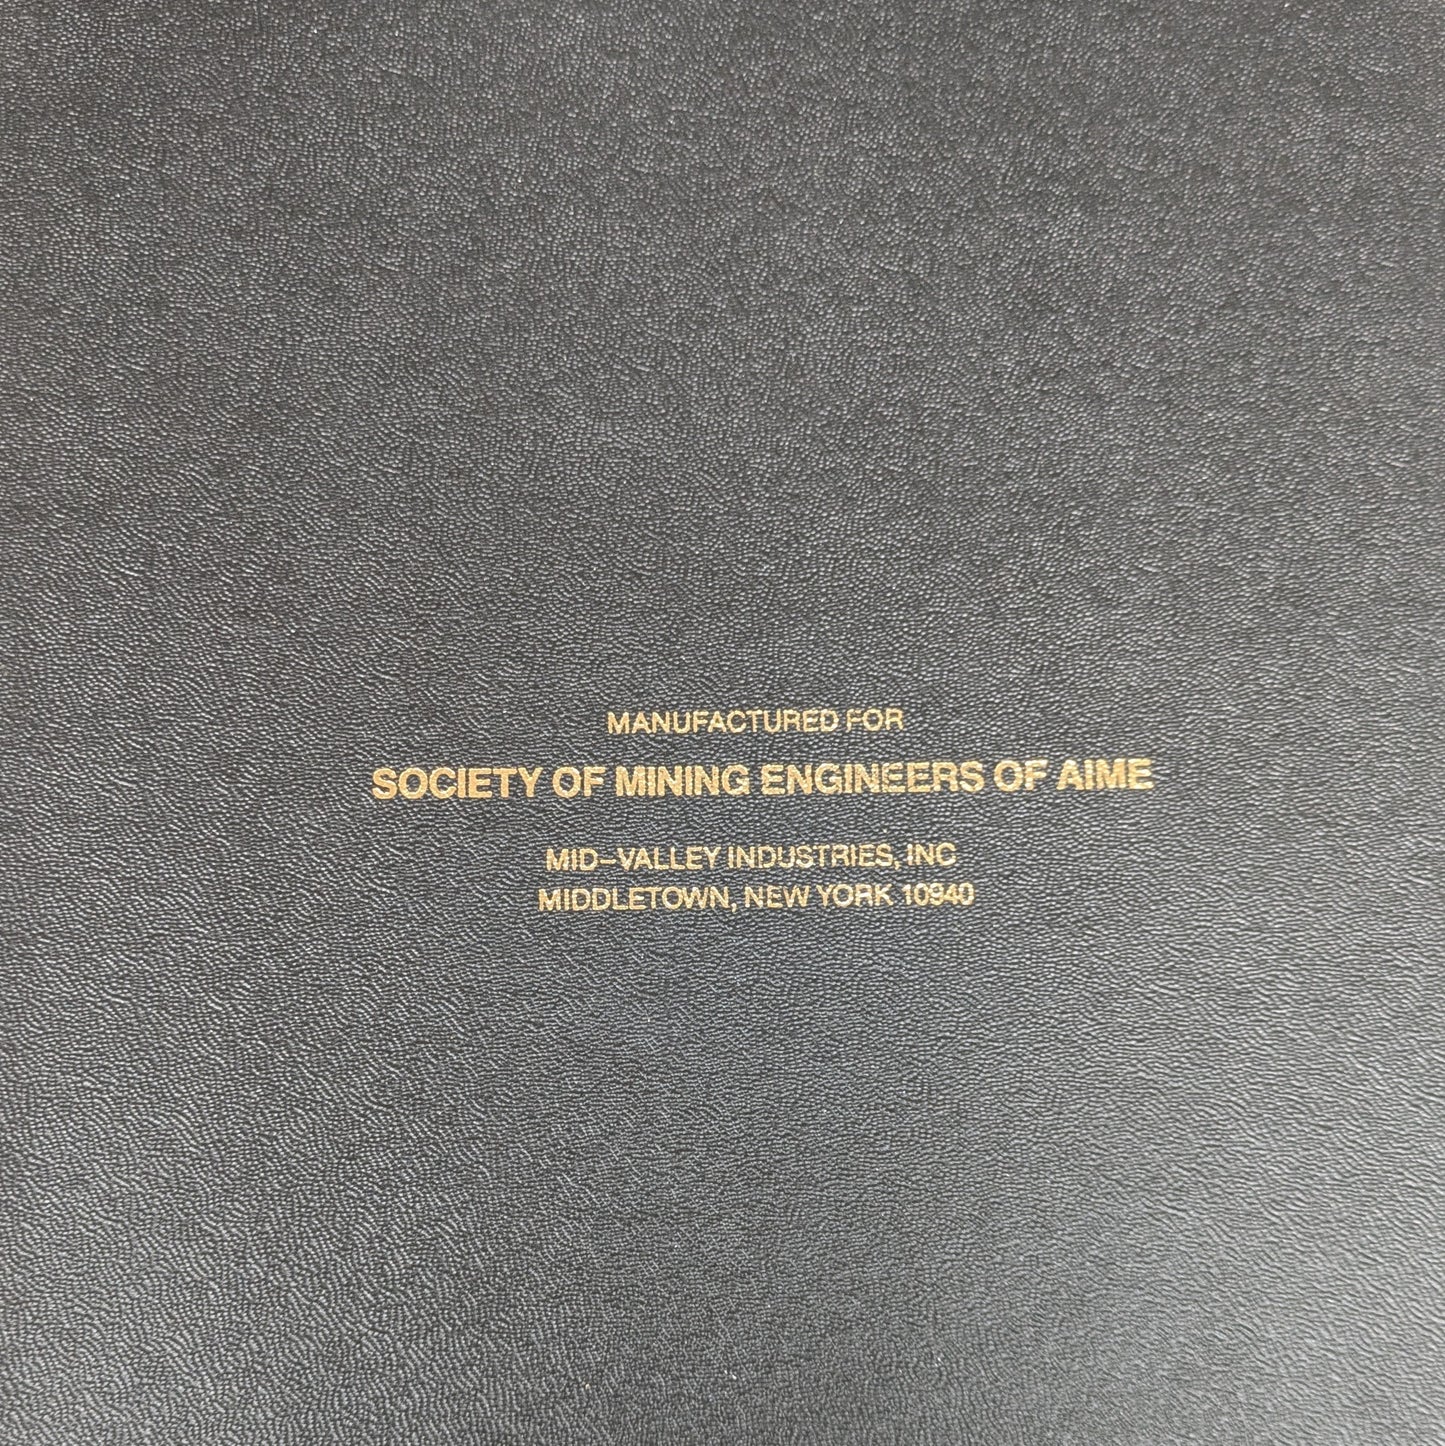 MANUFACTURED FOR
SOCIETY OF MINING ENGINEERS OF AIME
MID-VALLEY INDUSTRIES, INC
MIDDLETOWN, NEW YORK 10940